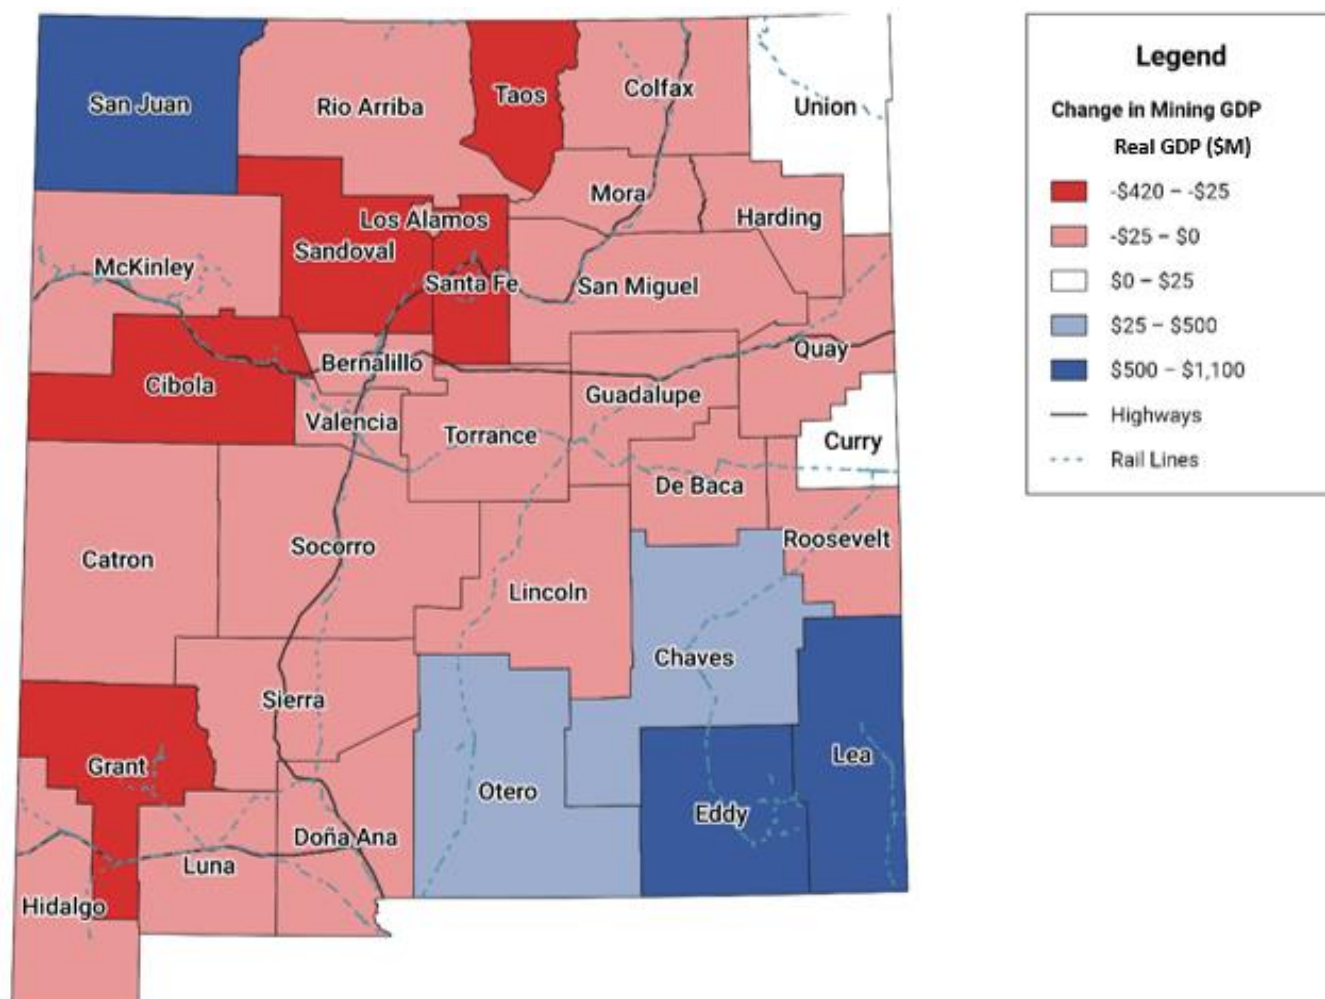 San Juan
Rio Arriba
Taos
Colfax
Union
Mora
Harding
Los Alamos
Sandoval
McKinley
Santa Fe
San Miguel
Quay
Bernalillo
Cibola
Guadalupe
Valencia
Torrance
Curry
De Baca
Roosevelt
Socorro
Catron
Lincoln
Chaves
Sierra
Lea
Grant
Otero
Eddy
Doña Ana
Luna
Hidalgo
Legend
Change in Mining GDP
Real GDP ($M)
-$420 – -$25
-$25 – $0
$0 – $25
$25 – $500
$500 – $1,100
Highways
Rail Lines